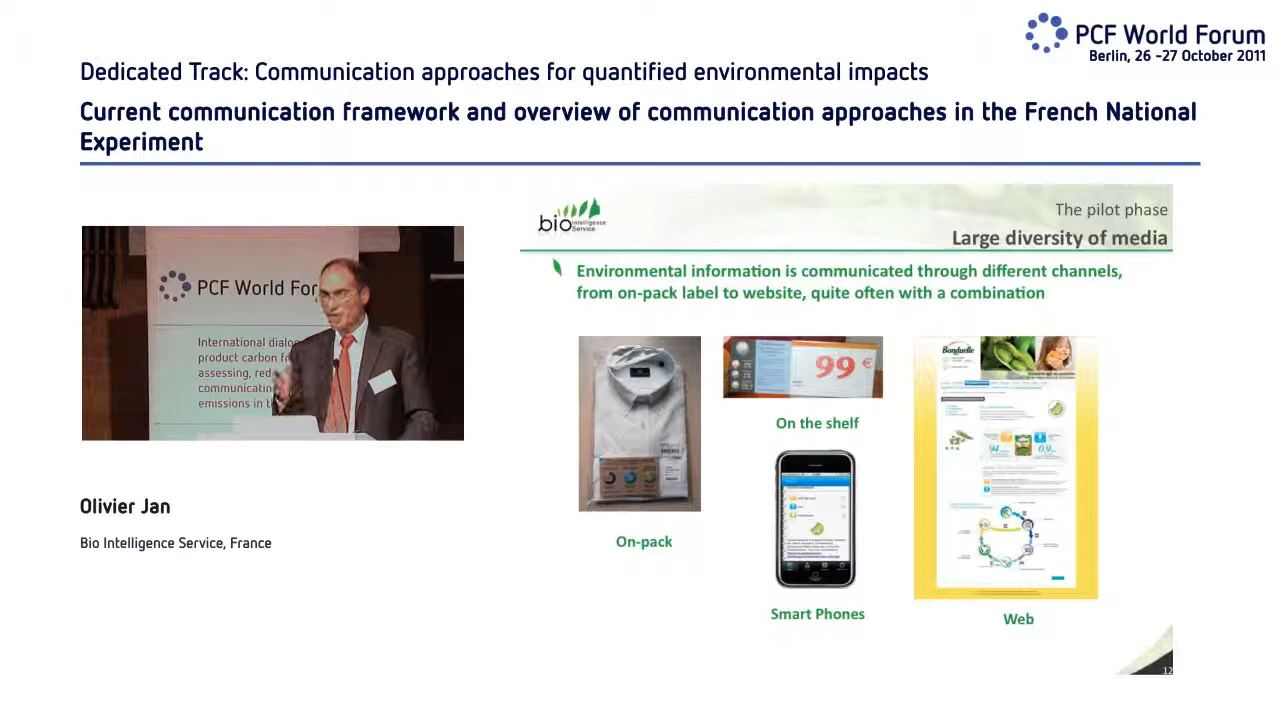 PCF World Forum
Berlin, 26 –27 October 2011
Dedicated Track: Communication approaches for quantified environmental impacts
Current communication framework and overview of communication approaches in the French National
Experiment
PCF World For
International dialo
product carbon f
assessing, red
communicatin
emissions in t
Olivier Jan
Bio Intelligence Service, France
bio Intelligence
Service
The pilot phase
Large diversity of media
Environmental information is communicated through different channels,
from on-pack label to website, quite often with a combination
99 €
Bonduelle
On the shelf
On-pack
Smart Phones
Web
12